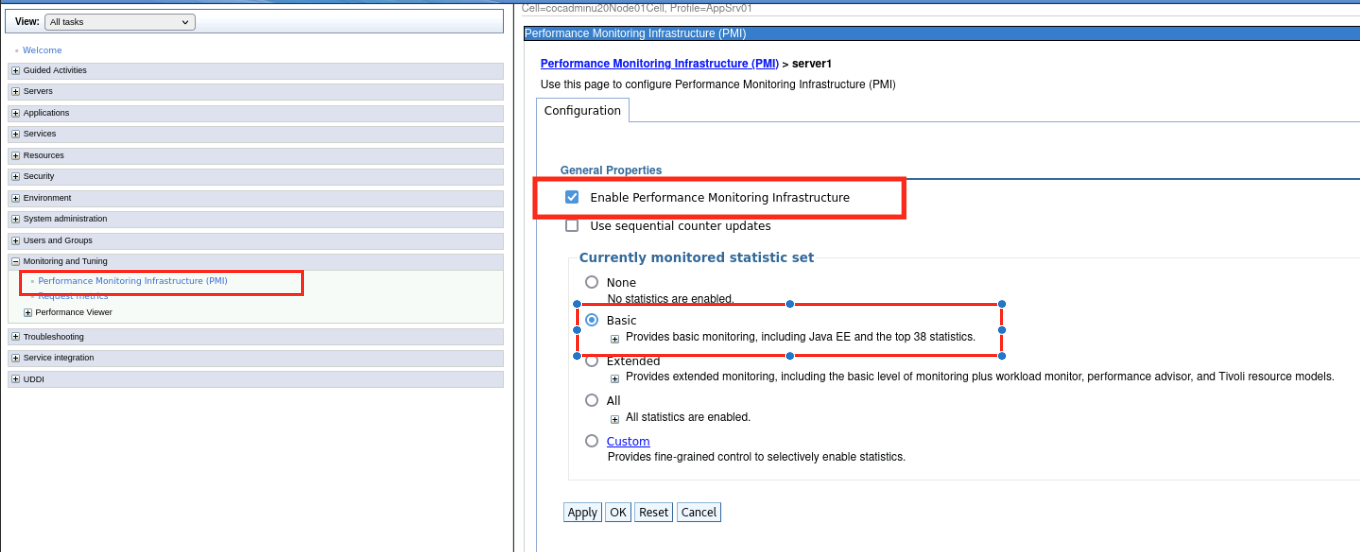 Cell=cocadminu20Node01Cell, Profile=AppSrv01
View: All tasks
Welcome
Guided Activities
Servers
Applications
Services
Resources
Security
Environment
System administration
Users and Groups
Monitoring and Tuning
Performance Monitoring Infrastructure (PMI)
Request metrics
Performance Viewer
Troubleshooting
Service integration
UDDI
Performance Monitoring Infrastructure (PMI)
Performance Monitoring Infrastructure (PMI) > server1
Use this page to configure Performance Monitoring Infrastructure (PMI)
Configuration
General Properties
Enable Performance Monitoring Infrastructure
Use sequential counter updates
Currently monitored statistic set
None
No statistics are enabled.
Basic
Provides basic monitoring, including Java EE and the top 38 statistics.
Extended
Provides extended monitoring, including the basic level of monitoring plus workload monitor, performance advisor, and Tivoli resource models.
All
All statistics are enabled.
Custom
Provides fine-grained control to selectively enable statistics.
Apply OK Reset Cancel